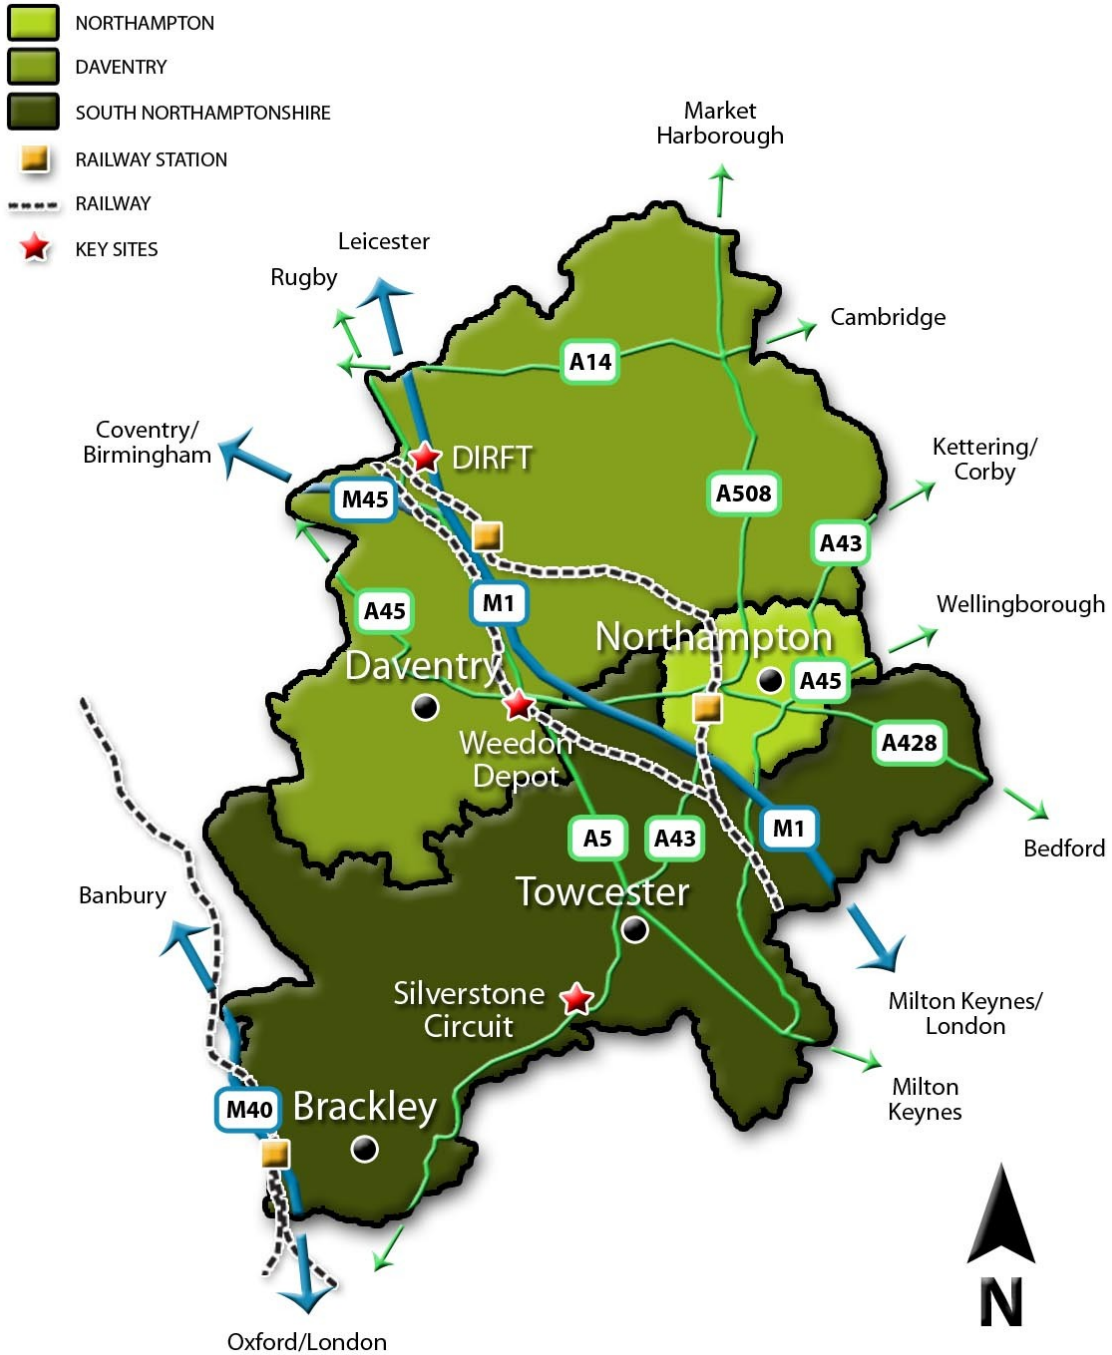 NORTHAMPTON
DAVENTRY
SOUTH NORTHAMPTONSHIRE
RAILWAY STATION
RAILWAY
KEY SITES
Market
Harborough
Leicester
Rugby
Cambridge
A14
Coventry/
Birmingham
DIRFT
Kettering/
Corby
M45
A508
A43
A45
M1
Wellingborough
Northampton
Daventry
A45
Weedon
Depot
A428
A5
A43
M1
Bedford
Towcester
Banbury
Silverstone
Circuit
Milton Keynes/
London
Milton
Keynes
M40
Brackley
N
Oxford/London